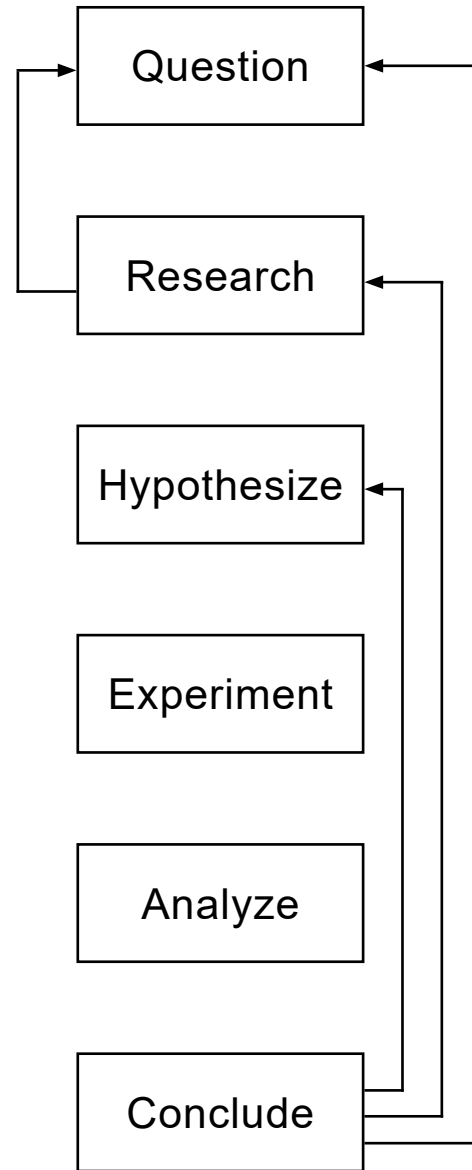 Question
Research
Hypothesize
Experiment
Analyze
Conclude